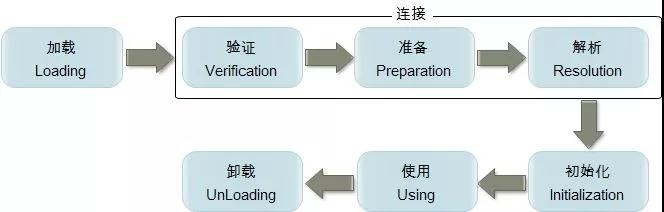 连接
加载
Loading
验证
Verification
准备
Preparation
解析
Resolution
初始化
Initialization
使用
Using
卸载
UnLoading